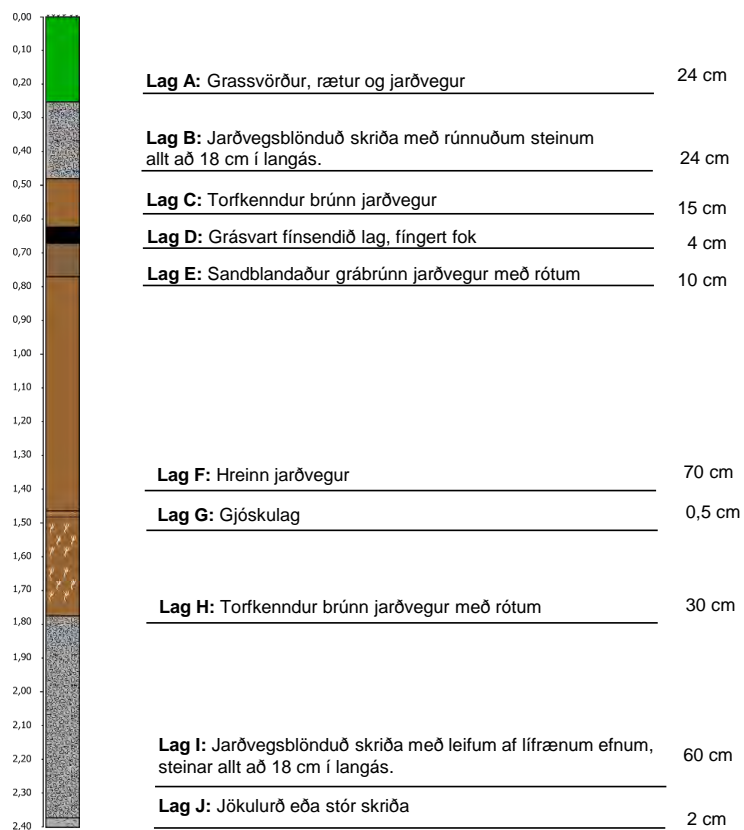 0,00
0,10
0,20
0,30
0,40
0,50
0,60
0,70
0,80
0,90
1,00
1,10
1,20
1,30
1,40
1,50
1,60
1,70
1,80
1,90
2,00
2,10
2,20
2,30
2.40
Lag A: Grassvörður, rætur og jarðvegur 24 cm
Lag B: Jarðvegsblönduð skriða með rúnnuðum steinum
allt að 18 cm í langás. 24 cm
Lag C: Torfkenndur brúnn jarðvegur 15 cm
Lag D: Grásvart fínsendið lag, fíngert fok 4 cm
Lag E: Sandblandaður grábrúnn jarðvegur með rótum 10 cm
Lag F: Hreinn jarðvegur 70 cm
Lag G: Gjóskulag 0,5 cm
Lag H: Torfkenndur brúnn jarðvegur með rótum 30 cm
Lag I: Jarðvegsblönduð skriða með leifum af lífrænum efnum,
steinar allt að 18 cm í langás. 60 cm
Lag J: Jökulurð eða stór skriða 2 cm